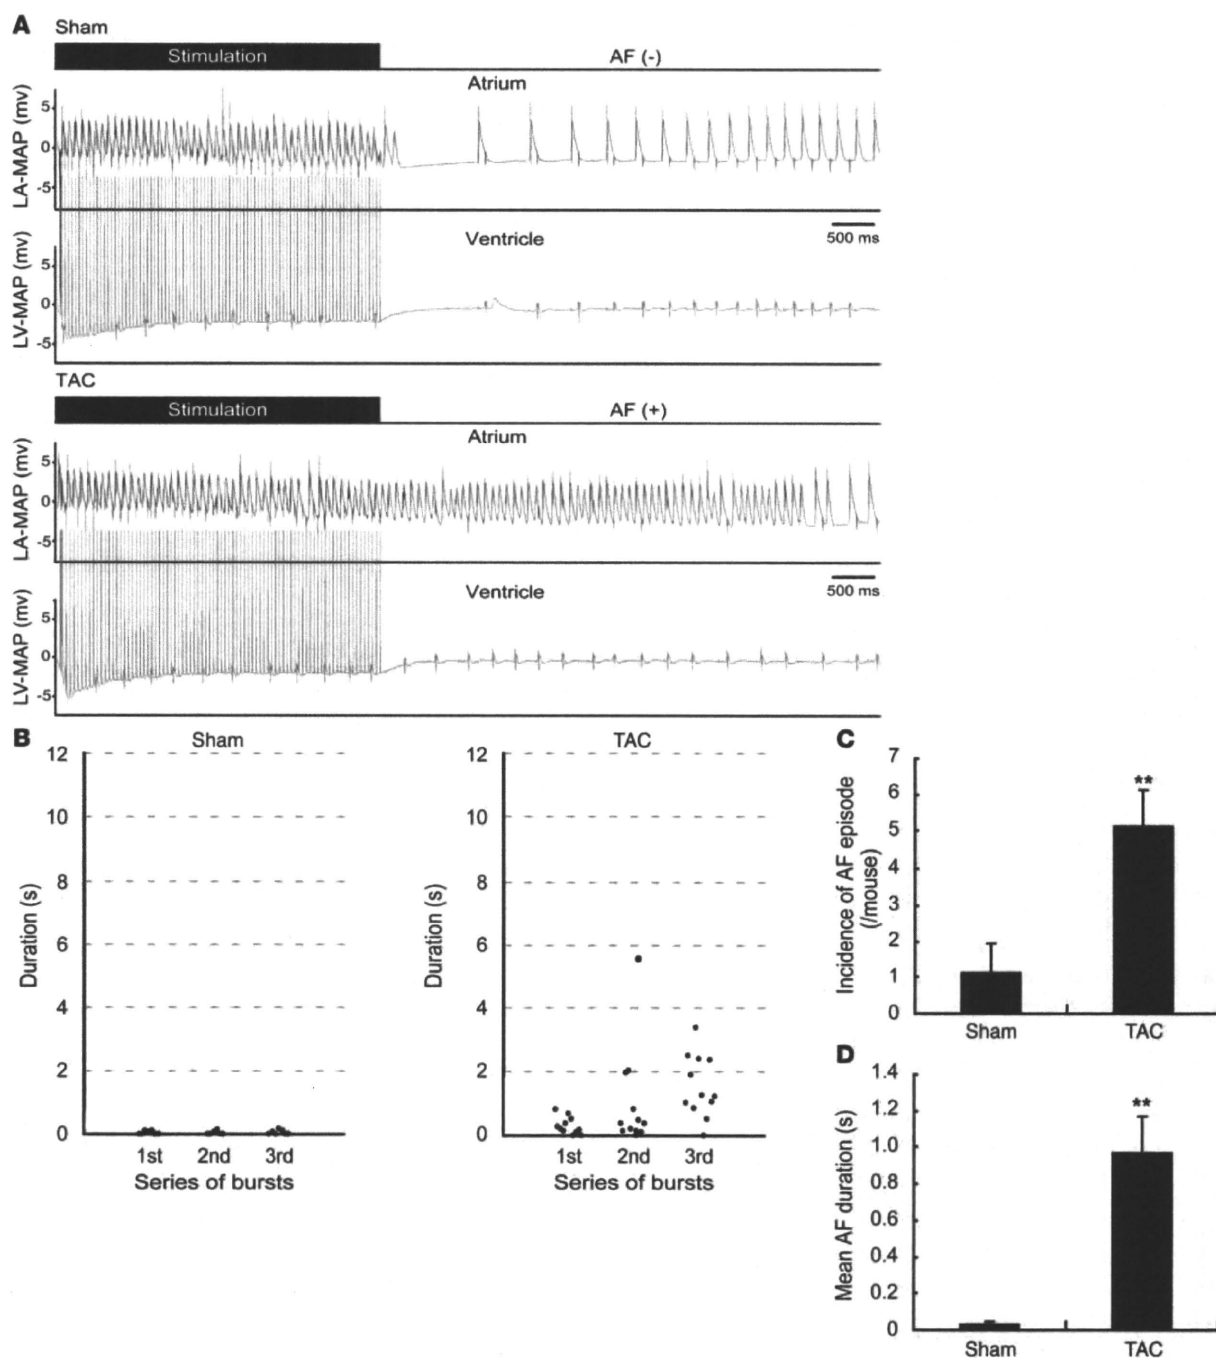 A
Sham
Stimulation
AF (-)
Atrium
LA-MAP (mv)
5
0
-5
500 ms
Ventricle
LV-MAP (mv)
5
0
-5
TAC
Stimulation
AF (+)
Atrium
LA-MAP (mv)
5
0
-5
500 ms
Ventricle
LV-MAP (mv)
5
0
-5
B
Sham
Duration (s)
12
10
8
6
4
2
0
1st 2nd 3rd
Series of bursts
TAC
Duration (s)
12
10
8
6
4
2
0
1st 2nd 3rd
Series of bursts
C
Incidence of AF episode
(/mouse)
7
6
5
4
3
2
1
0
**
Sham TAC
D
Mean AF duration (s)
1.4
1.2
1.0
0.8
0.6
0.4
0.2
0
**
Sham TAC